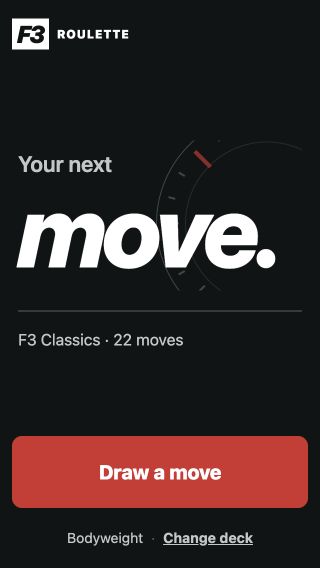 F3 ROULETTE
Your next
move.
F3 Classics · 22 moves
Draw a move
Bodyweight · Change deck